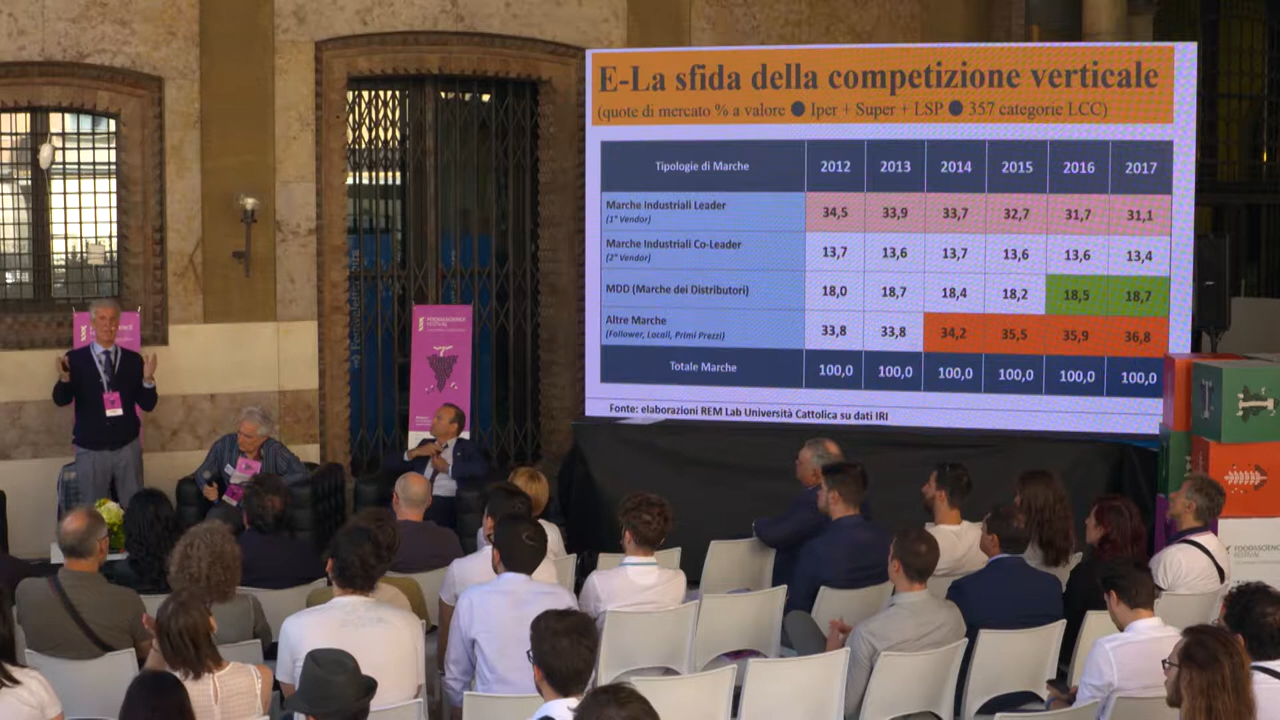 E-La sfida della competizione verticale
(quote di mercato % a valore ● Iper + Super + LSP ● 357 categorie LCC)
Tipologie di Marche 2012 2013 2014 2015 2016 2017
Marche Industriali Leader
(1° Vendor)
34,5 33,9 33,7 32,7 31,7 31,1
Marche Industriali Co-Leader
(2° Vendor)
13,7 13,6 13,7 13,6 13,6 13,4
MDD (Marche dei Distributori) 18,0 18,7 18,4 18,2 18,5 18,7
Altre Marche
(Follower, Locali, Primi Prezzi)
33,8 33,8 34,2 35,5 35,9 36,8
Totale Marche 100,0 100,0 100,0 100,0 100,0 100,0
Fonte: elaborazioni REM Lab Università Cattolica su dati IRI
FOOD&SCIENCE
FESTIVAL
FOOD&SCIENCE
FESTIVAL